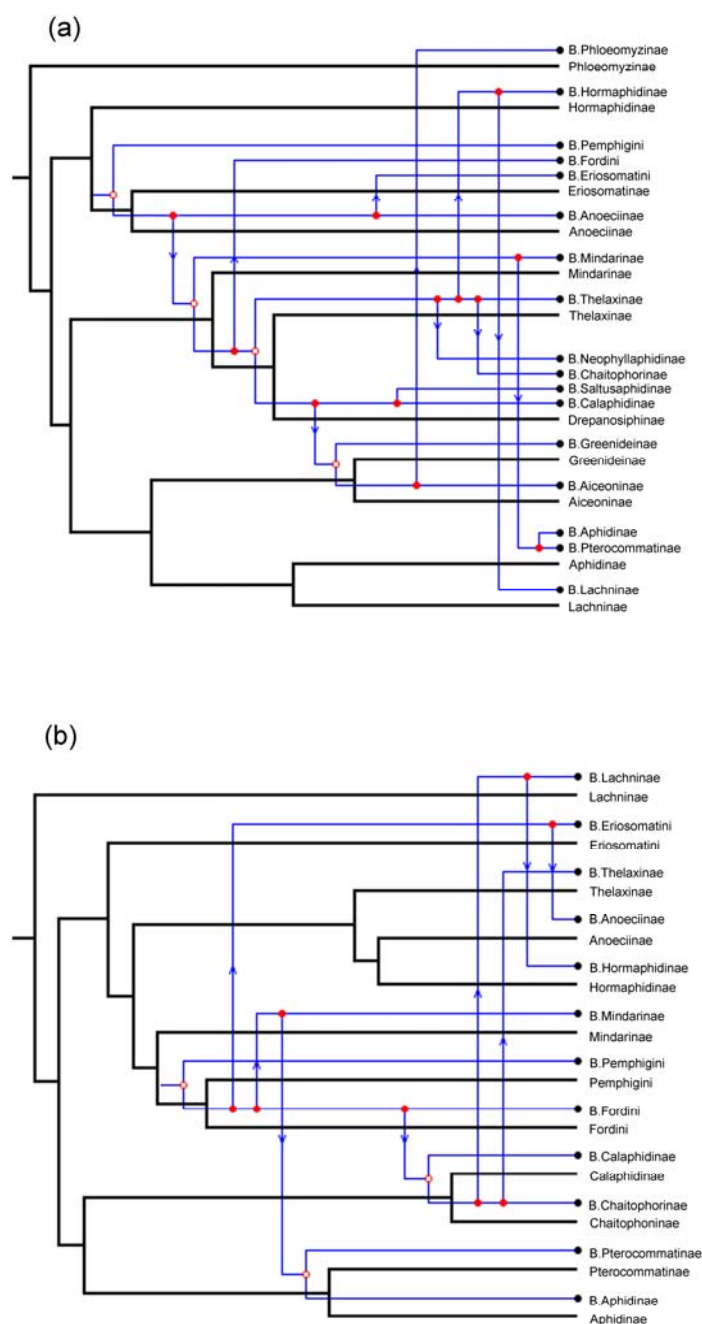 (a)
B.Phloeomyzinae
Phloeomyzinae
B.Hormaphidinae
Hormaphidinae
B.Pemphigini
B.Fordini
B.Eriosomatini
Eriosomatinae
B.Anoeciinae
Anoeciinae
B.Mindarinae
Mindarinae
B.Thelaxinae
Thelaxinae
B.Neophyllaphidinae
B.Chaitophorinae
B.Saltusaphidinae
B.Calaphidinae
Drepanosiphinae
B.Greenideinae
Greenideinae
B.Aiceoninae
Aiceoninae
B.Aphidinae
B.Pterocommatinae
Aphidinae
B.Lachninae
Lachninae
(b)
B.Lachninae
Lachninae
B.Eriosomatini
Eriosomatini
B.Thelaxinae
Thelaxinae
B.Anoeciinae
Anoeciinae
B.Hormaphidinae
Hormaphidinae
B.Mindarinae
Mindarinae
B.Pemphigini
Pemphigini
B.Fordini
Fordini
B.Calaphidinae
Calaphidinae
B.Chaitophorinae
Chaitophoninae
B.Pterocommatinae
Pterocommatinae
B.Aphidinae
Aphidinae